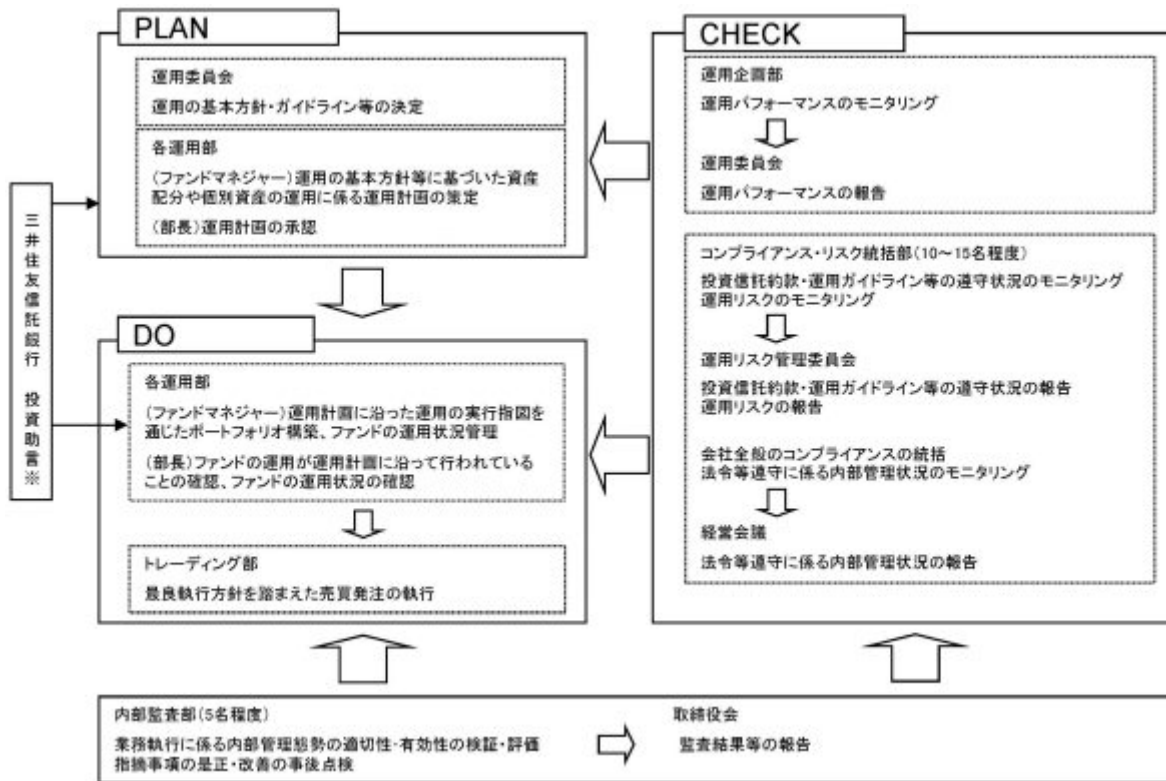 PLAN
運用委員会
運用の基本方針・ガイドライン等の決定
各運用部
(ファンドマネジャー)運用の基本方針等に基づいた資産
配分や個別資産の運用に係る運用計画の策定
(部長)運用計画の承認
三井住友信託銀行 投資助言※
DO
各運用部
(ファンドマネジャー)運用計画に沿った運用の実行指図を
通じたポートフォリオ構築、ファンドの運用状況管理
(部長)ファンドの運用が運用計画に沿って行われている
ことの確認、ファンドの運用状況の確認
トレーディング部
最良執行方針を踏まえた売買発注の執行
CHECK
運用企画部
運用パフォーマンスのモニタリング
運用委員会
運用パフォーマンスの報告
コンプライアンス・リスク統括部(10～15名程度)
投資信託約款・運用ガイドライン等の遵守状況のモニタリング
運用リスクのモニタリング
運用リスク管理委員会
投資信託約款・運用ガイドライン等の遵守状況の報告
運用リスクの報告
会社全般のコンプライアンスの統括
法令等遵守に係る内部管理状況のモニタリング
経営会議
法令等遵守に係る内部管理状況の報告
内部監査部(5名程度)
業務執行に係る内部管理態勢の適切性・有効性の検証・評価
指摘事項の是正・改善の事後点検
取締役会
監査結果等の報告